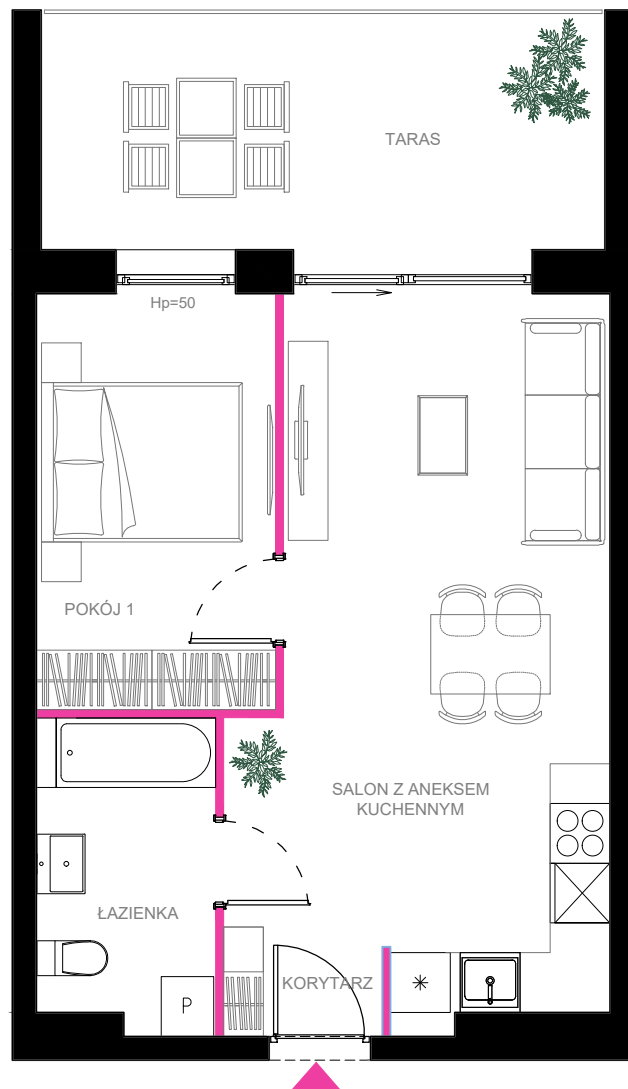 TARAS
Hp=50
POKÓJ 1
SALON Z ANEKSEM
KUCHENNYM
ŁAZIENKA
KORYTARZ
P